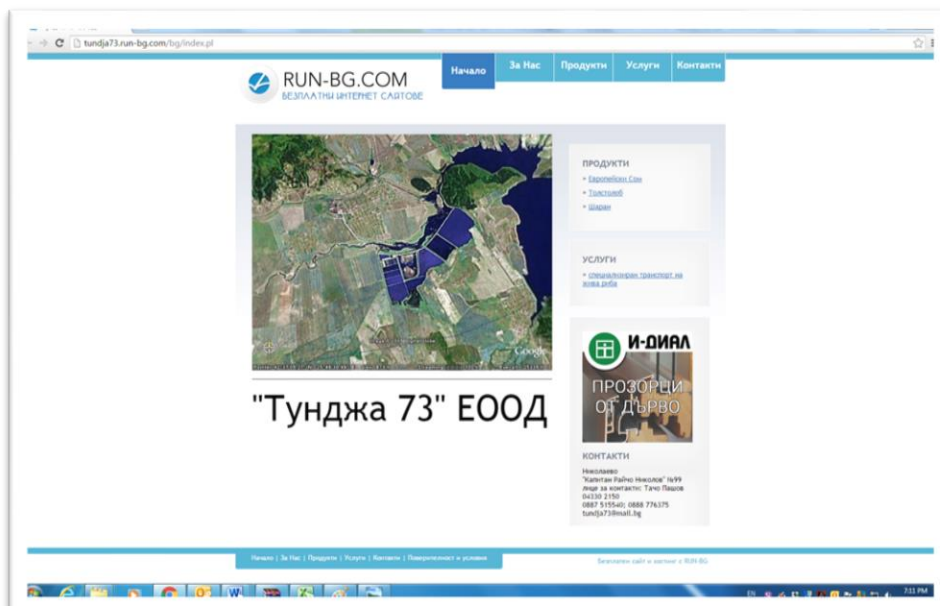 tundja73.run-bg.com/bg/index.pl
RUN-BG.COM
БЕЗПЛАТНИ ИНТЕРНЕТ САЙТОВЕ
Начало
За Нас
Продукти
Услуги
Контакти
Google
"Тунджа 73" ЕООД
ПРОДУКТИ
» Европейски Сом
» Толстолоб
» Шаран
УСЛУГИ
» специализиран транспорт на
жива риба
И-ДИАЛ
ПРОЗОРЦИ
ОТ ДЪРВО
КОНТАКТИ
Николаево
"Капитан Райчо Николов" №99
лице за контакти: Тачо Пашов
04330 2150
0887 515540; 0888 776375
tundja73@mail.bg
Начало | За Нас | Продукти | Услуги | Контакти | Поверителност и условия
Безплатен сайт и хостинг с RUN-BG
EN
7:11 PM